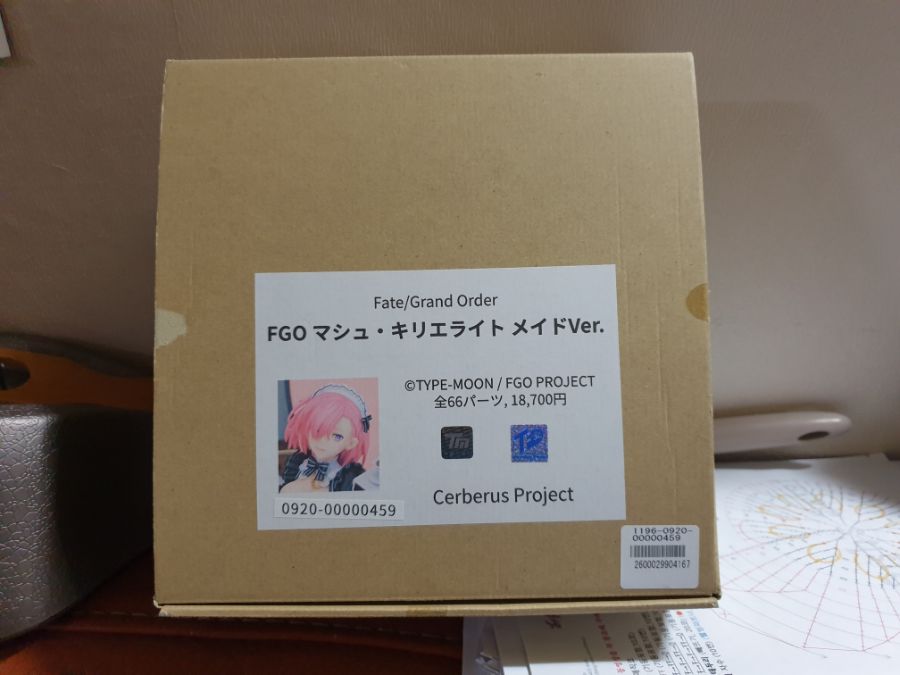 Fate/Grand Order
FGO マシュ・キリエライト メイドVer.
©TYPE-MOON / FGO PROJECT
全66パーツ, 18,700円
TM
TP
Cerberus Project
0920-00000459
1196-0920-
00000459
2600029904167